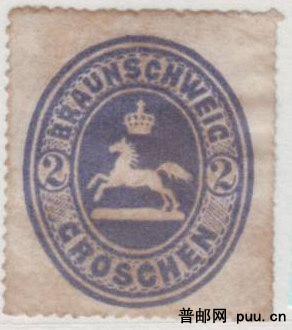 BRAUNSCHWEIG
2 2
GROSCHEN
普邮网 puu.cn